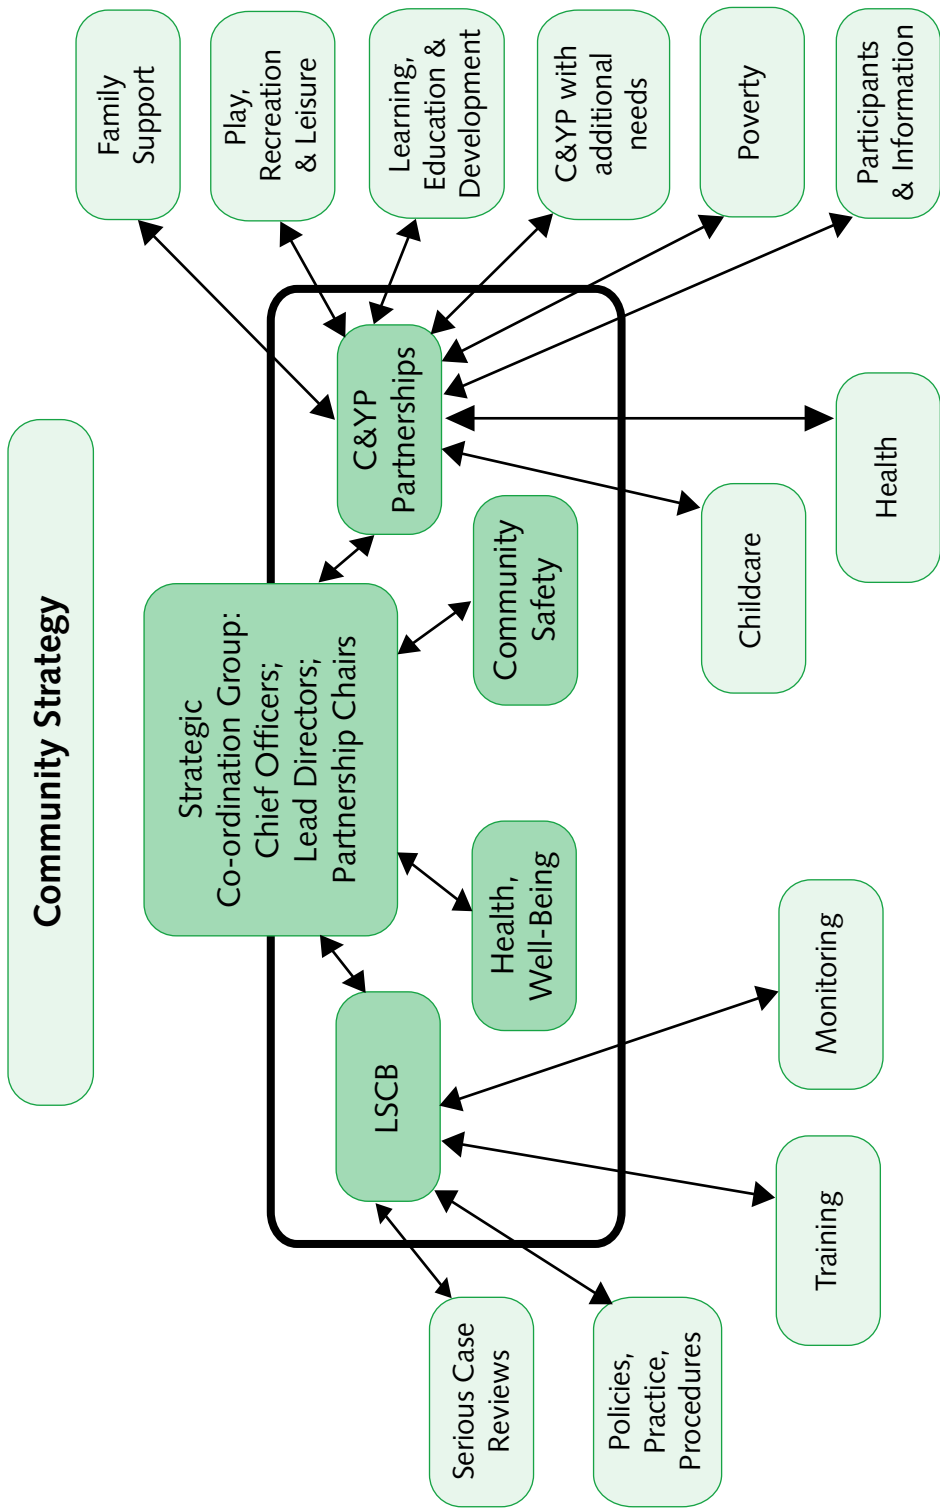 Community Strategy
Strategic
Co-ordination Group:
Chief Officers;
Lead Directors;
Partnership Chairs
LSCB
Health,
Well-Being
Community
Safety
C&YP
Partnerships
Serious Case
Reviews
Policies,
Practice,
Procedures
Training
Monitoring
Childcare
Health
Family
Support
Play,
Recreation
& Leisure
Learning,
Education &
Development
C&YP with
additional
needs
Poverty
Participants
& Information